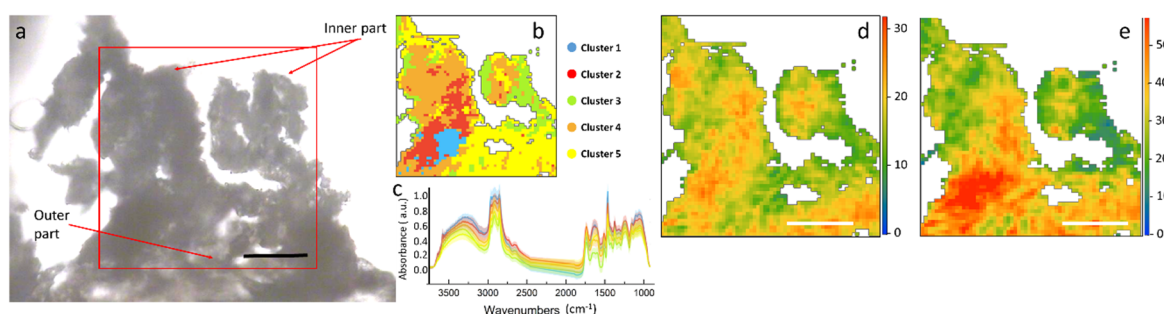 a
Inner part
Outer
part
b
Cluster 1
Cluster 2
Cluster 3
Cluster 4
Cluster 5
c
1.0
0.8
0.6
0.4
0.2
0.0
Absorbance (a.u.)
3500 3000 2500 2000 1500 1000
Wavenumbers (cm⁻¹)
d
30
20
10
0
e
50
40
30
20
10
0